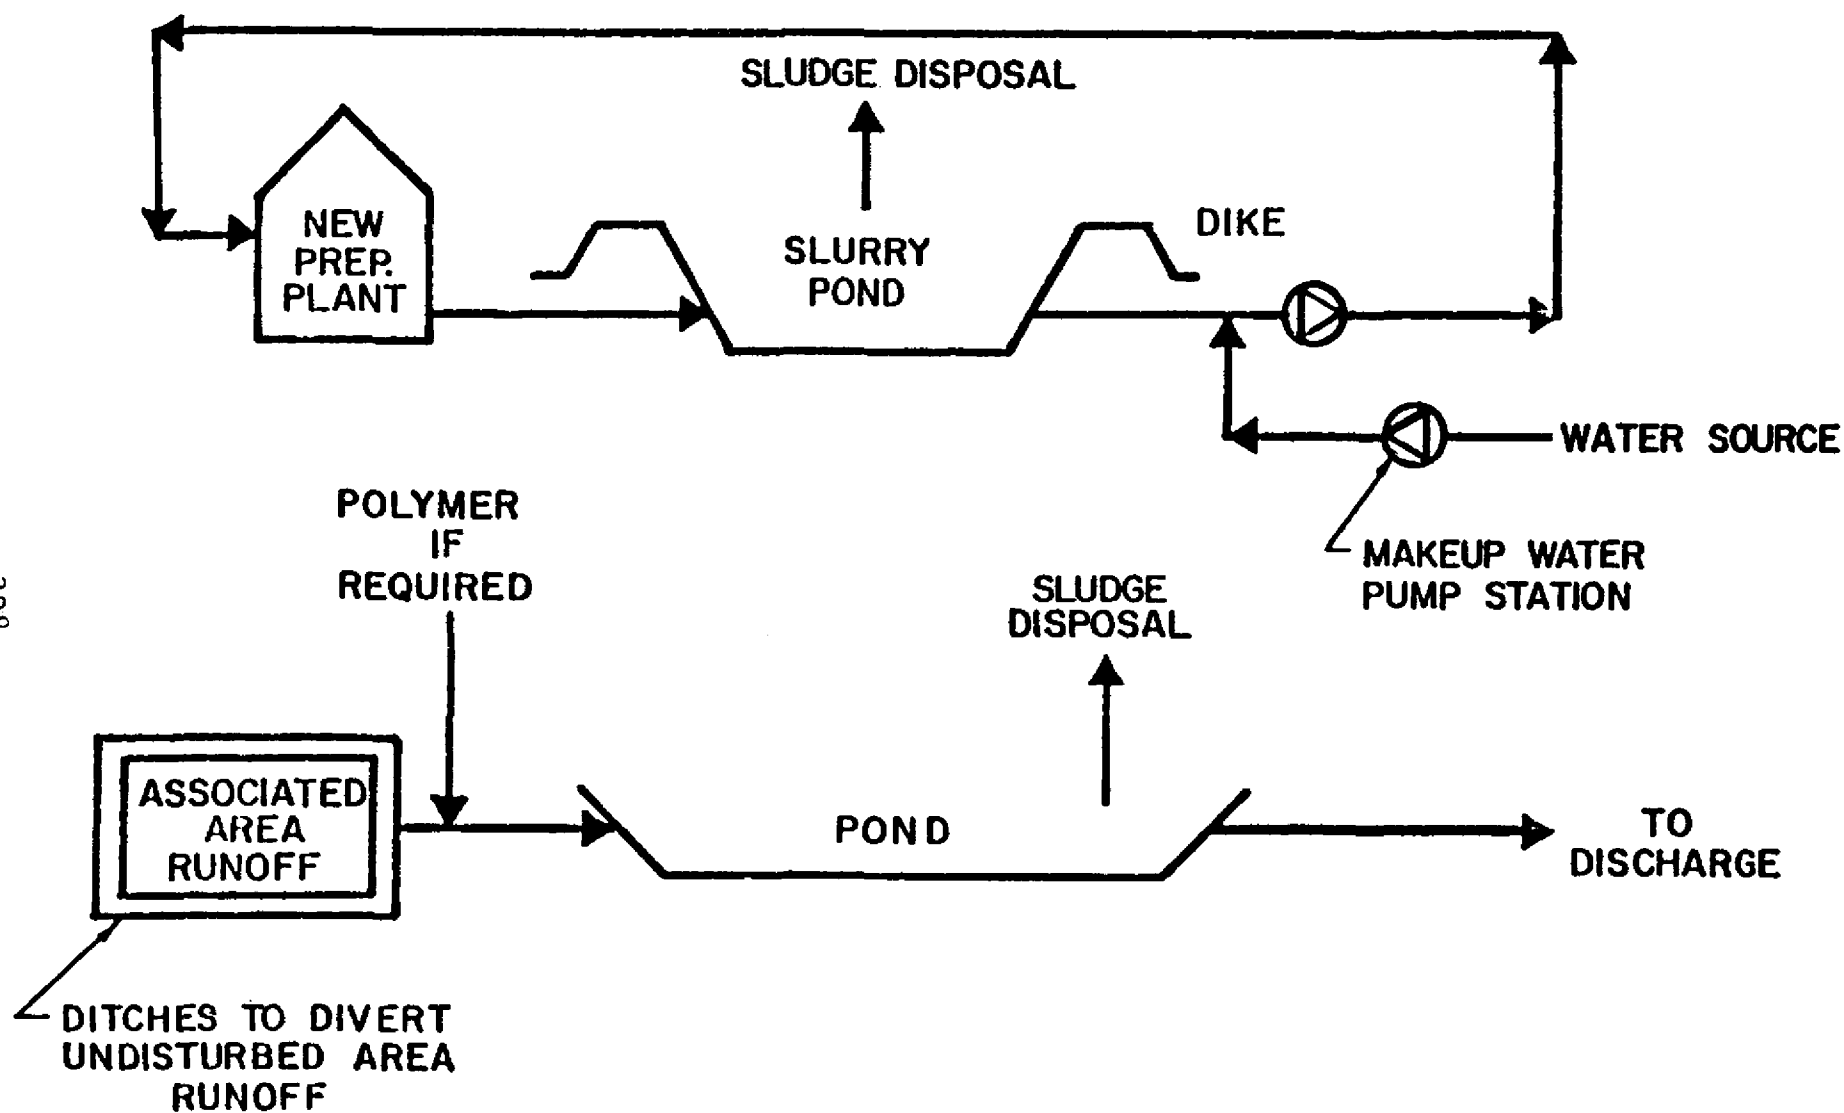 SLUDGE DISPOSAL
NEW
PREP.
PLANT
SLURRY
POND
DIKE
WATER SOURCE
MAKEUP WATER
PUMP STATION
POLYMER
IF
REQUIRED
SLUDGE
DISPOSAL
ASSOCIATED
AREA
RUNOFF
POND
TO
DISCHARGE
DITCHES TO DIVERT
UNDISTURBED AREA
RUNOFF